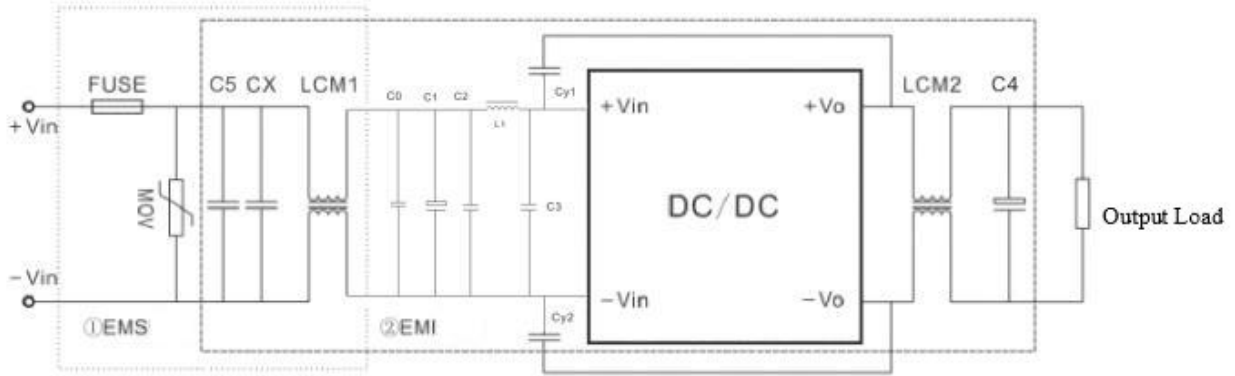 FUSE C5 CX LCM1 C0 C1 C2 L1 Cy1 LCM2 C4
+Vin +Vin +Vo
MOV C3 DC/DC Output Load
-Vin -Vin -Vo
①EMS ②EMI Cy2